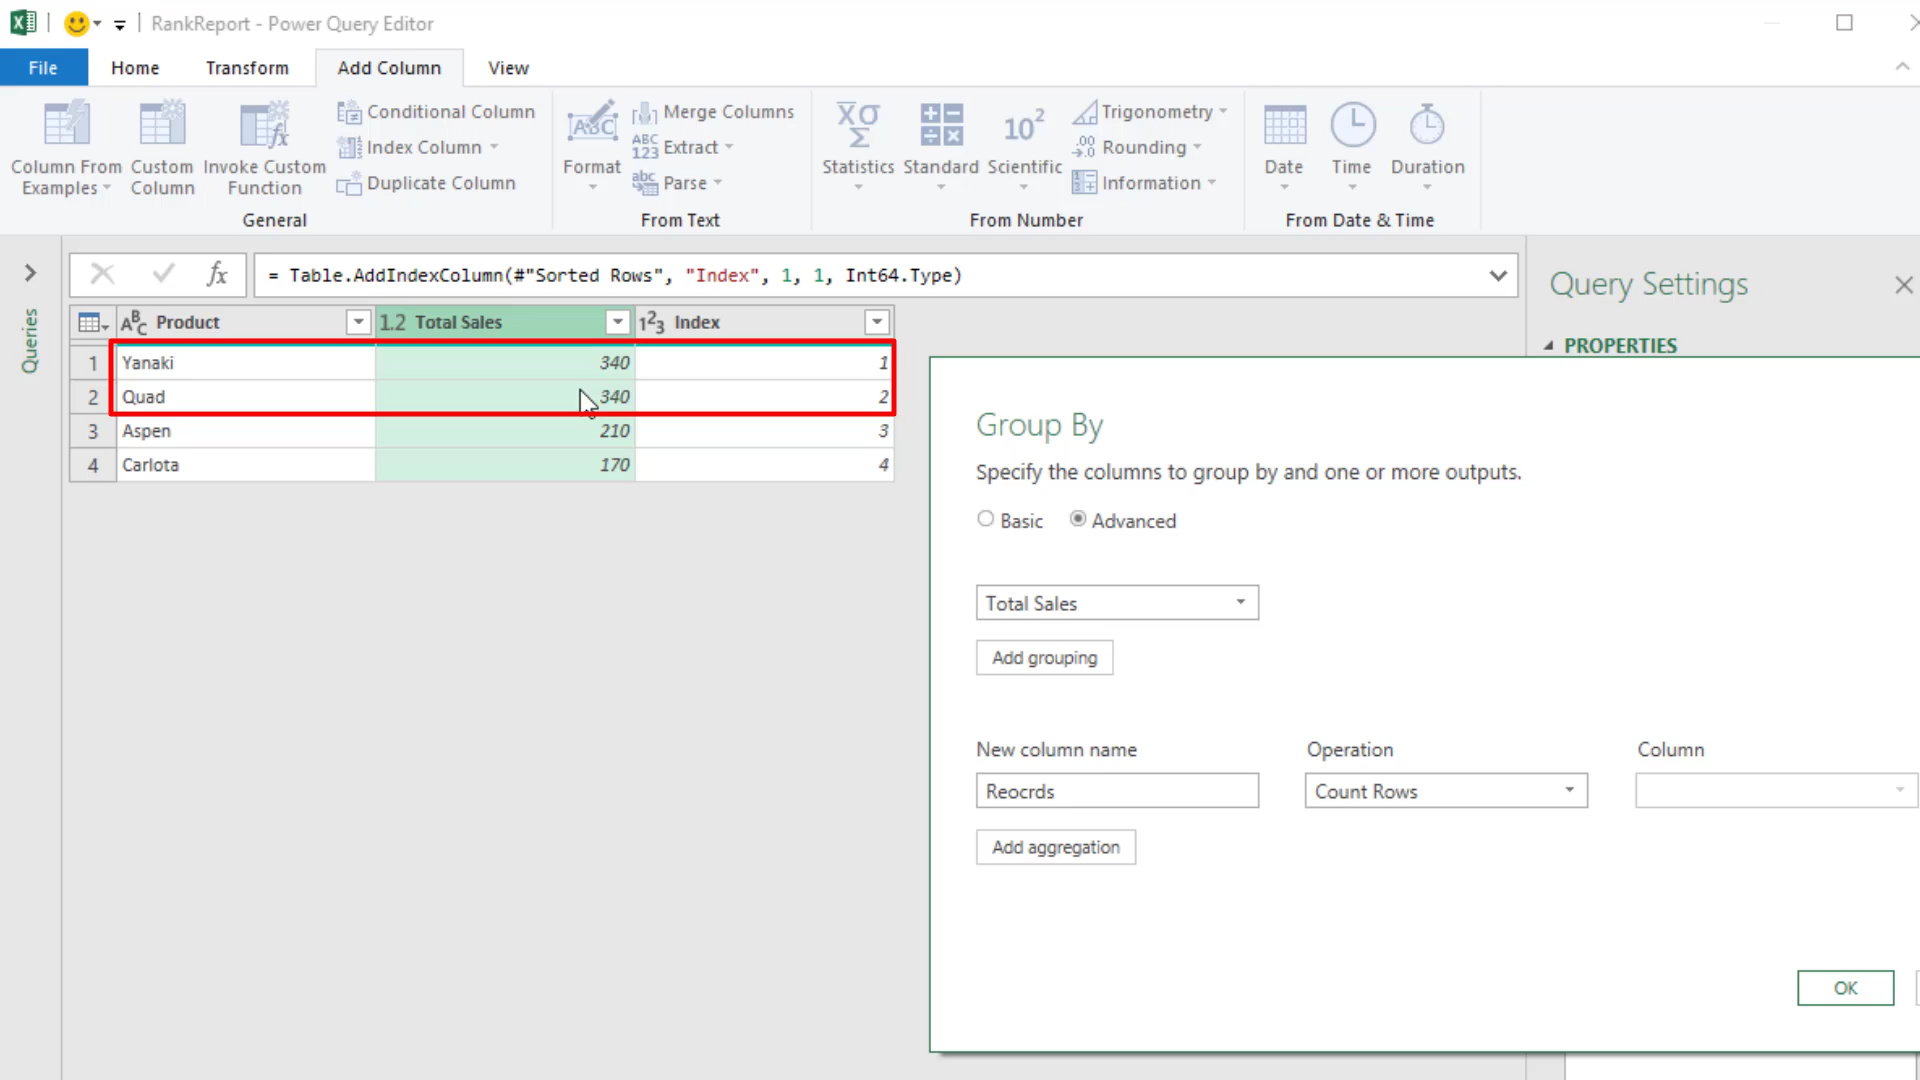 RankReport - Power Query Editor
File Home Transform Add Column View
Column From Examples
Custom Column
Invoke Custom Function
Conditional Column
Index Column
Duplicate Column
General
Format
Merge Columns
Extract
Parse
From Text
Statistics
Standard
Scientific
Trigonometry
Rounding
Information
From Number
Date
Time
Duration
From Date & Time
= Table.AddIndexColumn(#"Sorted Rows", "Index", 1, 1, Int64.Type)
Queries
Product 1.2 Total Sales Index
1 Yanaki 340 1
2 Quad 340 2
3 Aspen 210 3
4 Carlota 170 4
Query Settings
PROPERTIES
Group By
Specify the columns to group by and one or more outputs.
Basic Advanced
Total Sales
Add grouping
New column name Operation Column
Reocrds Count Rows
Add aggregation
OK